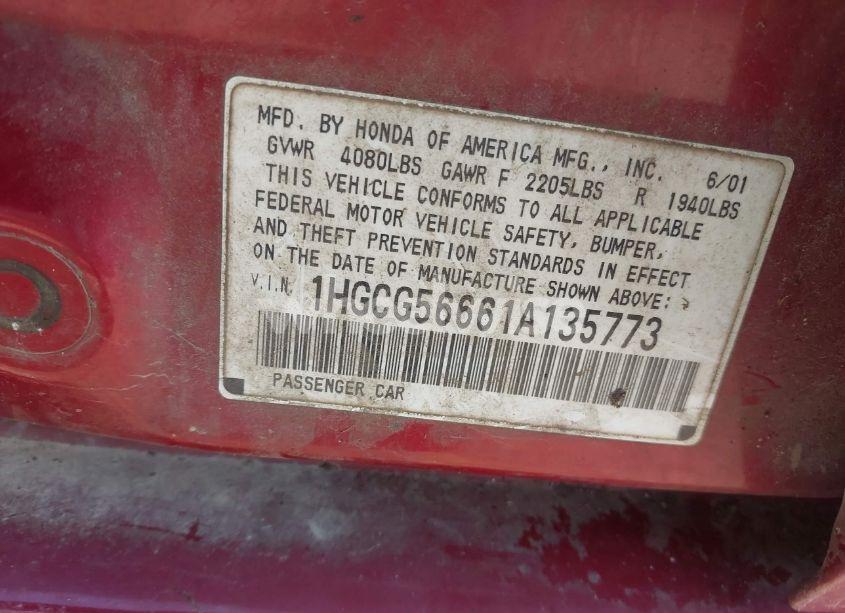 MFD. BY HONDA OF AMERICA MFG., INC. 6/01
GVWR 4080LBS GAWR F 2205LBS R 1940LBS
THIS VEHICLE CONFORMS TO ALL APPLICABLE
FEDERAL MOTOR VEHICLE SAFETY, BUMPER,
AND THEFT PREVENTION STANDARDS IN EFFECT
ON THE DATE OF MANUFACTURE SHOWN ABOVE:
V.I.N. 1HGCG56661A135773
PASSENGER CAR